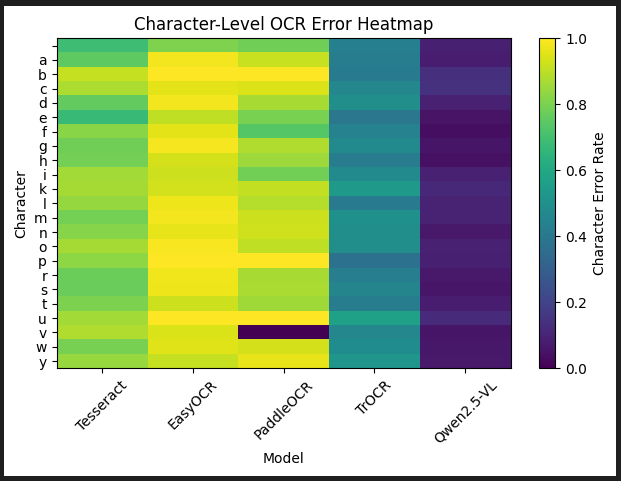 Character-Level OCR Error Heatmap
Character
a
b
c
d
e
f
g
h
i
k
l
m
n
o
p
r
s
t
u
v
w
y
Tesseract
EasyOCR
PaddleOCR
TrOCR
Qwen2.5-VL
Model
1.0
0.8
0.6
0.4
0.2
0.0
Character Error Rate